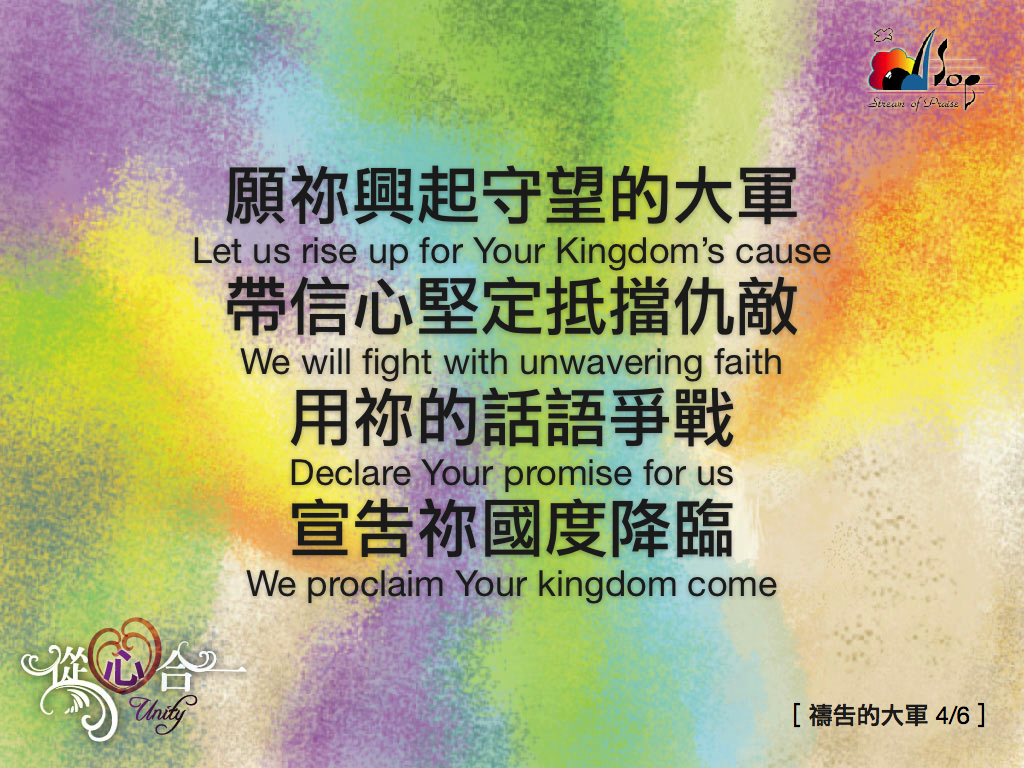 Sop
Stream of Praise
願祢興起守望的大軍
Let us rise up for Your Kingdom’s cause
帶信心堅定抵擋仇敵
We will fight with unwavering faith
用祢的話語爭戰
Declare Your promise for us
宣告祢國度降臨
We proclaim Your kingdom come
從心合一
Unity
[ 禱告的大軍 4/6 ]